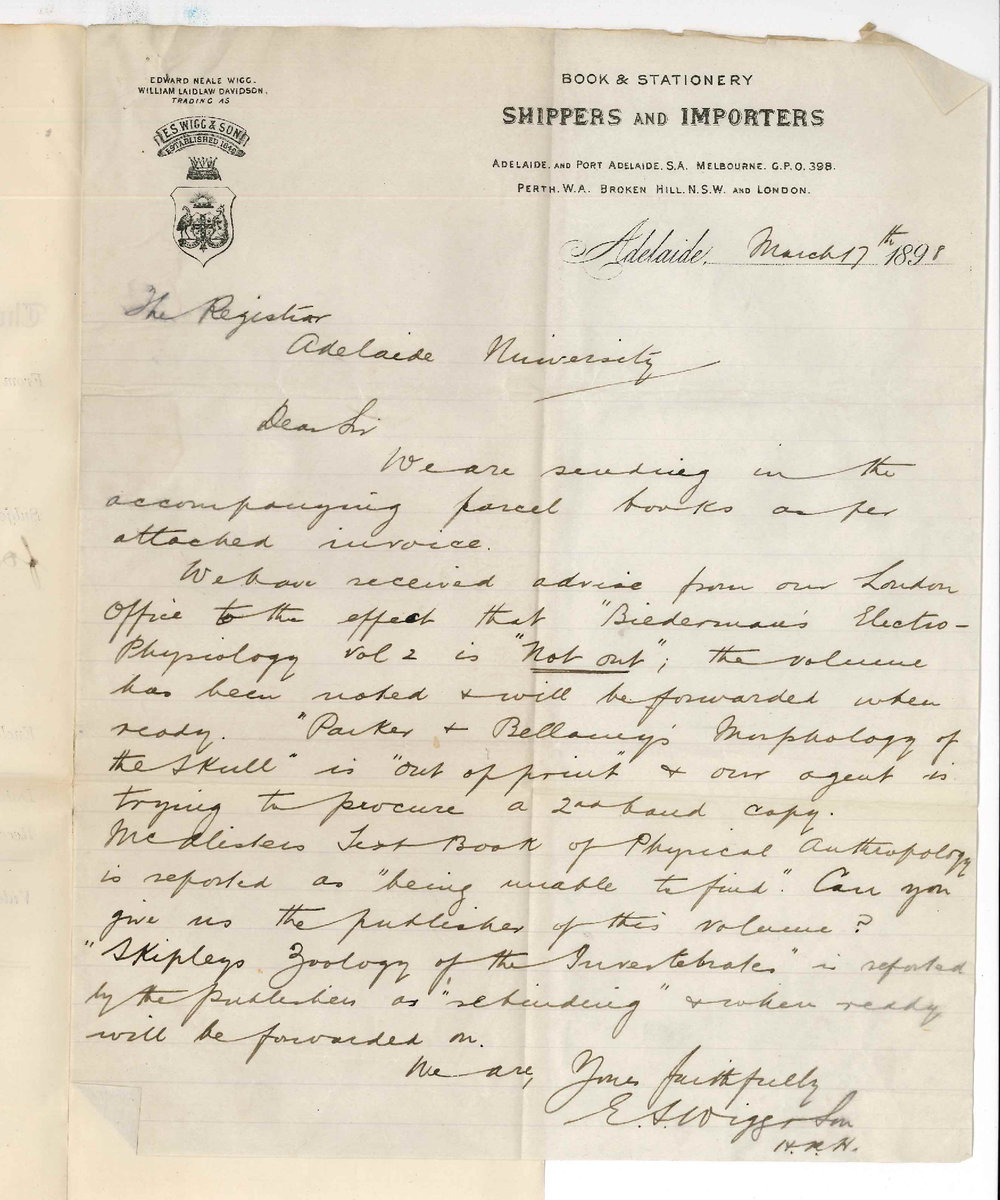 EDWARD NEALE WIGG.
WILLIAM LAIDLAW DAVIDSON,
TRADING AS
E.S. WIGG & SON
ESTABLISHED 1849
BOOK & STATIONERY
SHIPPERS AND IMPORTERS
ADELAIDE, AND PORT ADELAIDE, S.A. MELBOURNE. G.P.O. 398.
PERTH, W.A. BROKEN HILL, N.S.W. AND LONDON.
Adelaide, March 17th 1898
The Registrar
Adelaide University
Dear Sir
We are sending in the
accompanying parcel books as per
attached invoice.
We have received advise from our London
Office to the effect that "Biederman's Electro-
Physiology Vol 2 is "Not out"; the volume
has been noted & will be forwarded when
ready. "Parker & Bellamy's Morphology of
the Skull" is "out of print" & our agent is
trying to procure a 2nd hand copy.
McAlisters Text Book of Physical Anthropology
is reported as "being unable to find". Can you
give us the publisher of this volume?
"Skipleys Zoology of the Invertebrates" is reported
by the publishers as "rebinding" & when ready
will be forwarded on.
We are, Yours faithfully
E. S. Wigg & Son
H.R.H.